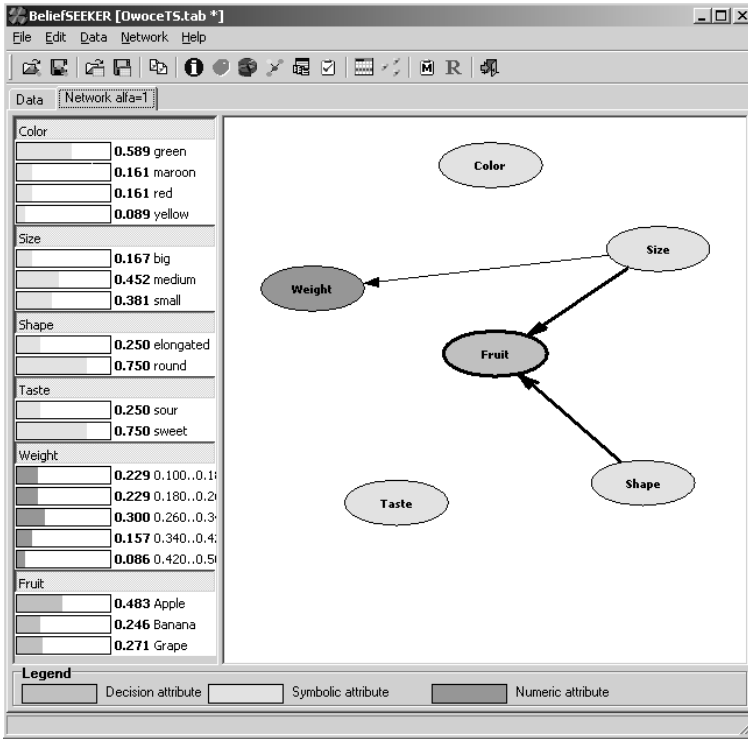 BeliefSEEKER [OwoceTS.tab *]
File Edit Data Network Help
M R
Data Network alfa=1
Color
0.589 green
0.161 maroon
0.161 red
0.089 yellow
Size
0.167 big
0.452 medium
0.381 small
Shape
0.250 elongated
0.750 round
Taste
0.250 sour
0.750 sweet
Weight
0.229 0.100..0.18
0.229 0.180..0.26
0.300 0.260..0.34
0.157 0.340..0.42
0.086 0.420..0.50
Fruit
0.483 Apple
0.246 Banana
0.271 Grape
Color
Size
Weight
Fruit
Shape
Taste
Legend
Decision attribute Symbolic attribute Numeric attribute